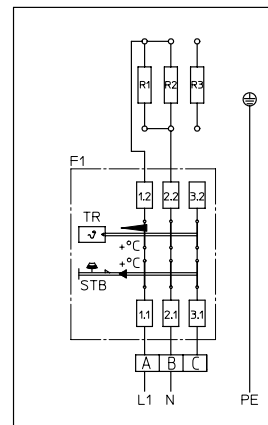 R1 R2 R3
F1
1.2 2.2 3.2
TR
ϑ
+°C
+°C
STB
1.1 2.1 3.1
A B C
L1 N PE